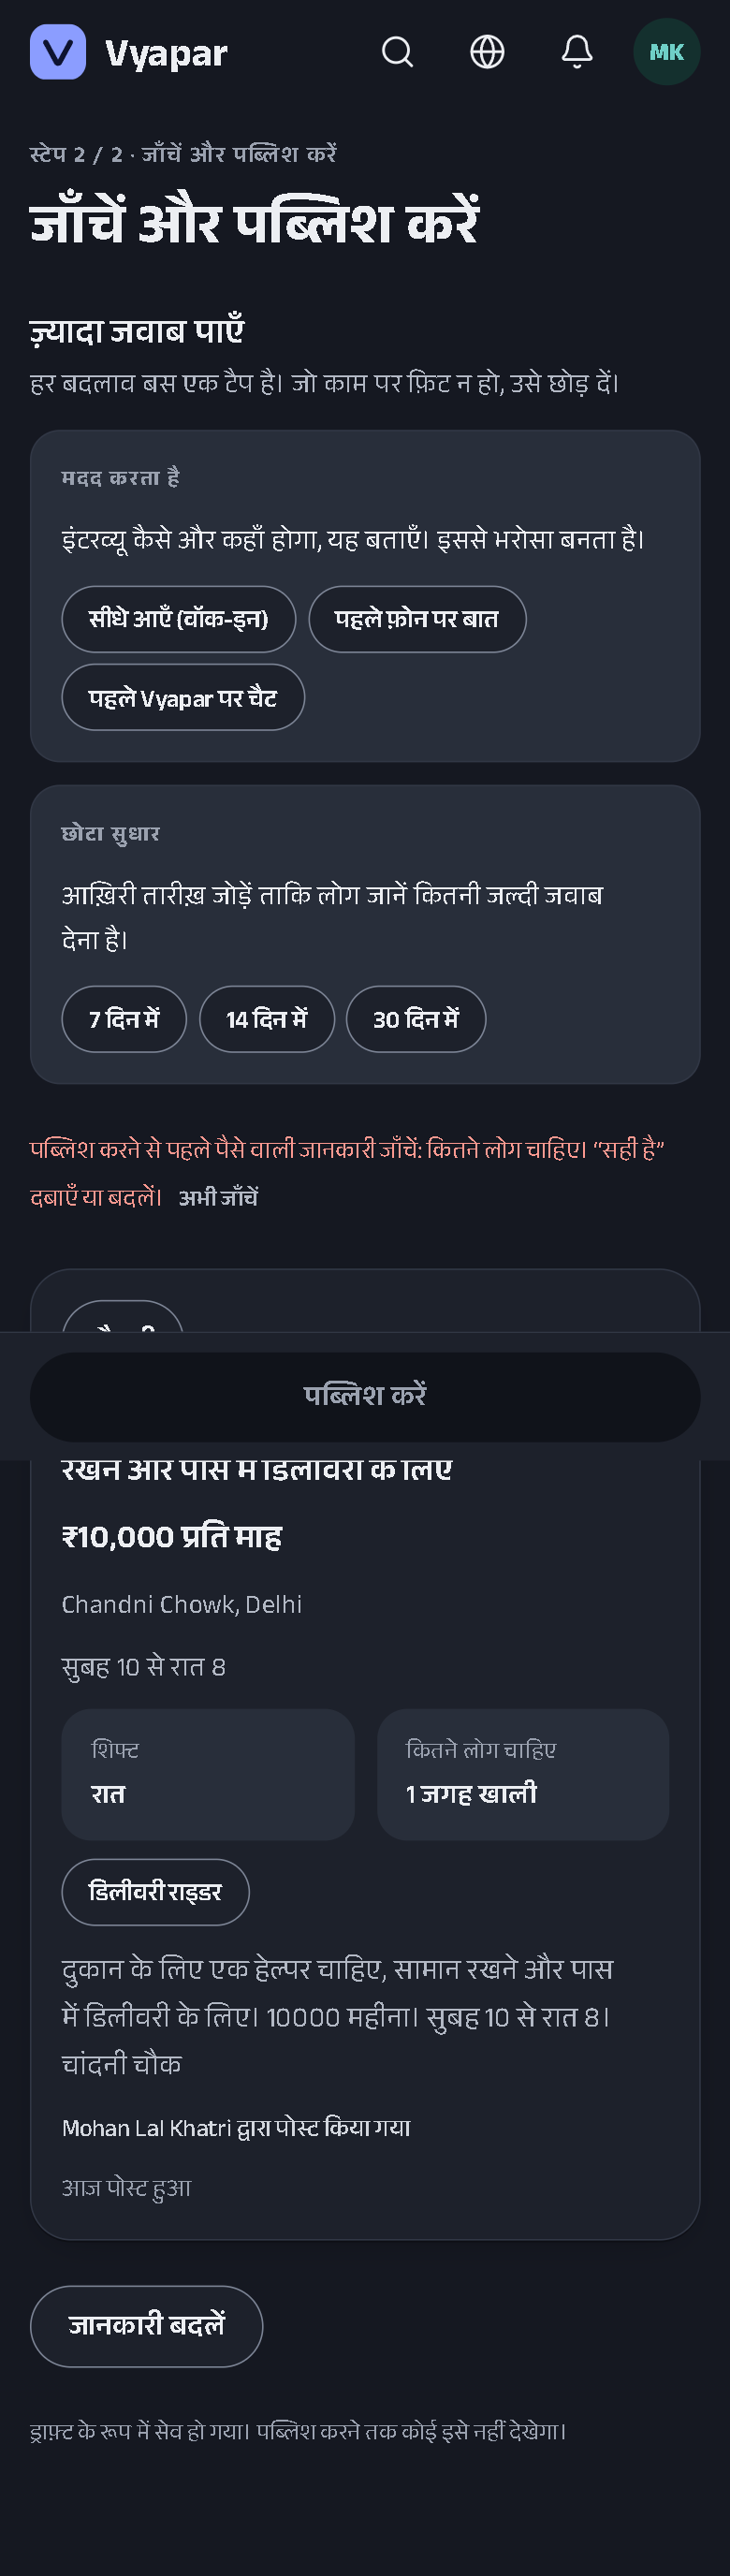 V Vyapar MK
स्टेप 2 / 2 · जाँचें और पब्लिश करें
जाँचें और पब्लिश करें
ज़्यादा जवाब पाएँ
हर बदलाव बस एक टैप है। जो काम पर फ़िट न हो, उसे छोड़ दें।
मदद करता है
इंटरव्यू कैसे और कहाँ होगा, यह बताएँ। इससे भरोसा बनता है।
सीधे आएँ (वॉक-इन) पहले फ़ोन पर बात
पहले Vyapar पर चैट
छोटा सुधार
आख़िरी तारीख़ जोड़ें ताकि लोग जानें कितनी जल्दी जवाब
देना है।
7 दिन में 14 दिन में 30 दिन में
पब्लिश करने से पहले पैसे वाली जानकारी जाँचें: कितने लोग चाहिए। “सही है”
दबाएँ या बदलें। अभी जाँचें
पब्लिश करें
रखने और पास में डिलीवरी के लिए
₹10,000 प्रति माह
Chandni Chowk, Delhi
सुबह 10 से रात 8
शिफ्ट कितने लोग चाहिए
रात 1 जगह खाली
डिलीवरी राइडर
दुकान के लिए एक हेल्पर चाहिए, सामान रखने और पास
में डिलीवरी के लिए। 10000 महीना। सुबह 10 से रात 8।
चांदनी चौक
Mohan Lal Khatri द्वारा पोस्ट किया गया
आज पोस्ट हुआ
जानकारी बदलें
ड्राफ़्ट के रूप में सेव हो गया। पब्लिश करने तक कोई इसे नहीं देखेगा।